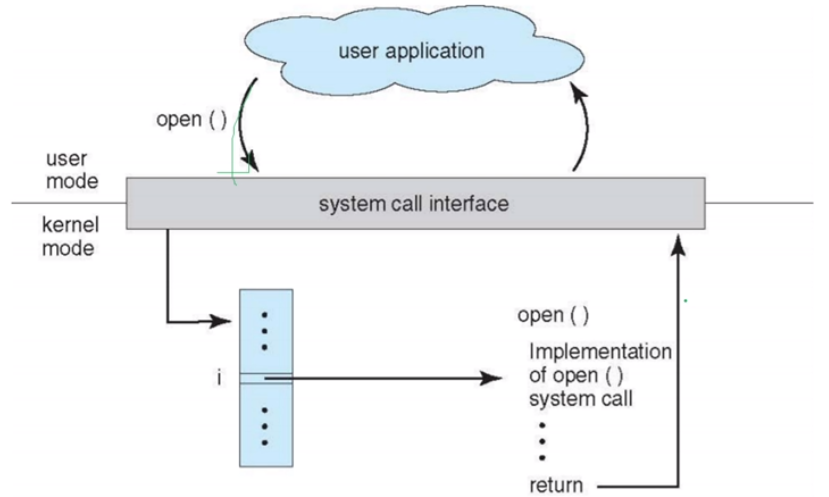 user application
open ( )
user
mode
system call interface
kernel
mode
open ( )
Implementation
of open ( )
system call
i
return